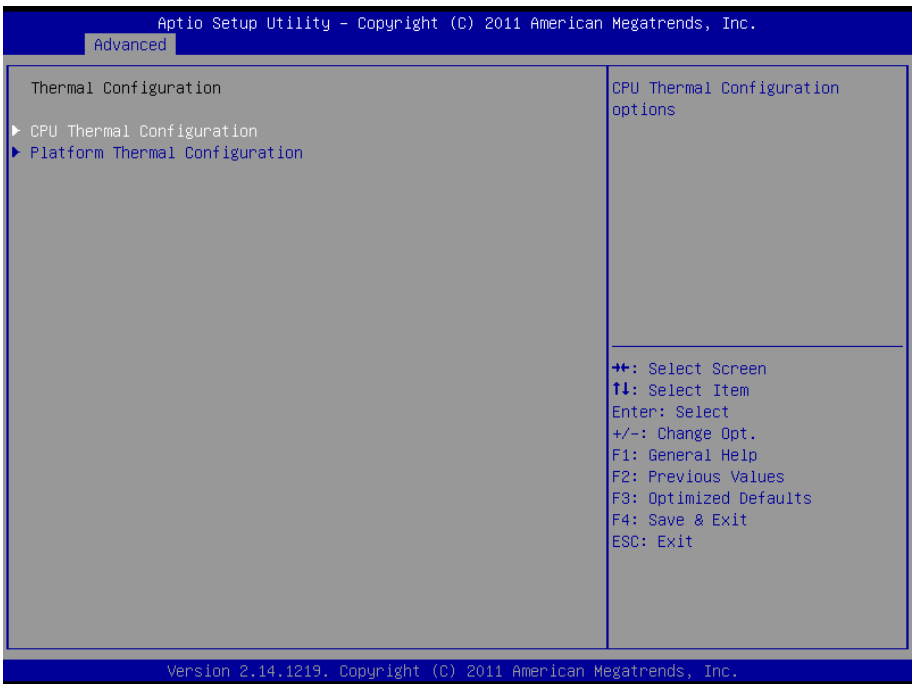 Aptio Setup Utility – Copyright (C) 2011 American Megatrends, Inc.
Advanced
Thermal Configuration
▶ CPU Thermal Configuration
▶ Platform Thermal Configuration
CPU Thermal Configuration
options
→←: Select Screen
↑↓: Select Item
Enter: Select
+/-: Change Opt.
F1: General Help
F2: Previous Values
F3: Optimized Defaults
F4: Save & Exit
ESC: Exit
Version 2.14.1219. Copyright (C) 2011 American Megatrends, Inc.